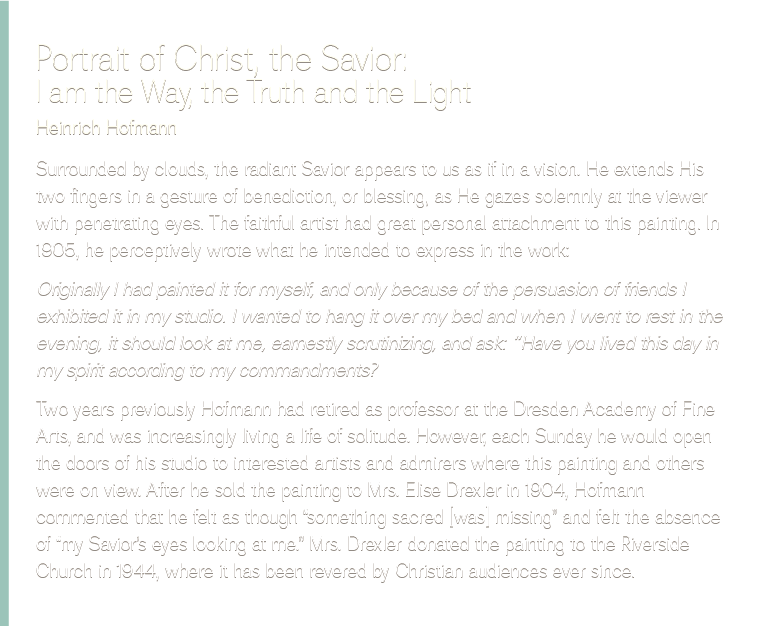 Portrait of Christ, the Savior:
I am the Way, the Truth and the Light
Heinrich Hofmann
Surrounded by clouds, the radiant Savior appears to us as if in a vision. He extends His
two fingers in a gesture of benediction, or blessing, as He gazes solemnly at the viewer
with penetrating eyes. The faithful artist had great personal attachment to this painting. In
1905, he perceptively wrote what he intended to express in the work:
Originally I had painted it for myself, and only because of the persuasion of friends I
exhibited it in my studio. I wanted to hang it over my bed and when I went to rest in the
evening, it should look at me, earnestly scrutinizing, and ask: “Have you lived this day in
my spirit according to my commandments?
Two years previously Hofmann had retired as professor at the Dresden Academy of Fine
Arts, and was increasingly living a life of solitude. However, each Sunday he would open
the doors of his studio to interested artists and admirers where this painting and others
were on view. After he sold the painting to Mrs. Elise Drexler in 1904, Hofmann
commented that he felt as though “something sacred [was] missing” and felt the absence
of “my Savior's eyes looking at me.” Mrs. Drexler donated the painting to the Riverside
Church in 1944, where it has been revered by Christian audiences ever since.